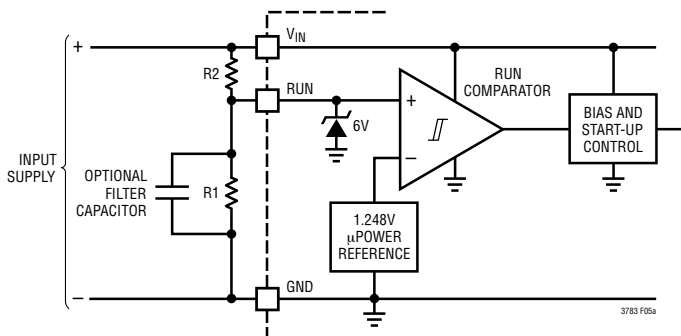 +
V_IN
R2
RUN
RUN
COMPARATOR
+
6V
–
BIAS AND
START-UP
CONTROL
INPUT
SUPPLY
OPTIONAL
FILTER
CAPACITOR
R1
1.248V
µPOWER
REFERENCE
–
GND
3783 F05a